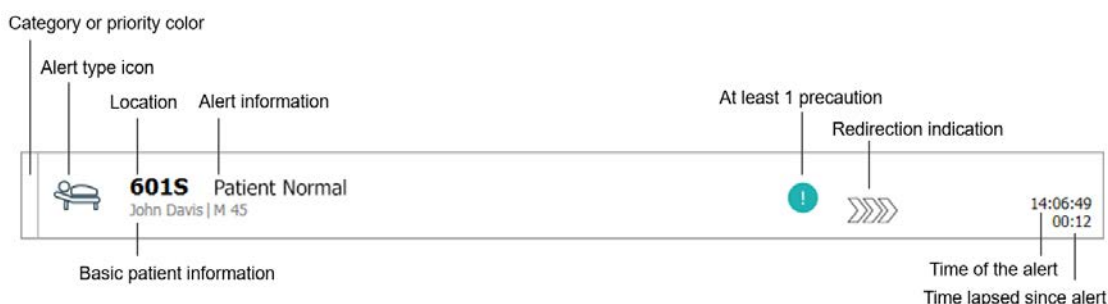 Category or priority color
Alert type icon
Location Alert information
At least 1 precaution
Redirection indication
601S Patient Normal
John Davis | M 45
!
14:06:49
00:12
Basic patient information
Time of the alert
Time lapsed since alert